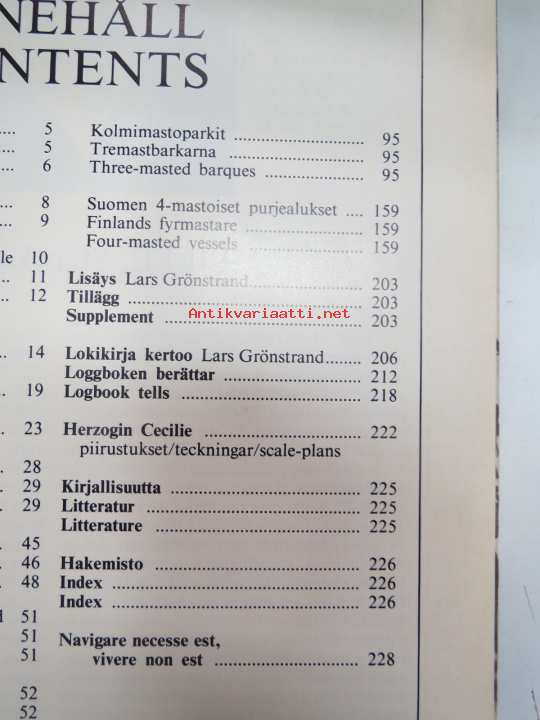 NEHÅLL
NTENTS
5
5
6
8
9
le 10
11
12
14
19
23
28
29
29
45
46
48
51
51
51
52
52
Kolmimastoparkit ........................ 95
Tremastbarkarna ......................... 95
Three-masted barques ................... 95
Suomen 4-mastoiset purjealukset .... 159
Finlands fyrmastare ...................... 159
Four-masted vessels ...................... 159
Lisäys Lars Grönstrand.................... 203
Tillägg ......................................... 203
Supplement .................................. 203
Antikvariaatti.net
Lokikirja kertoo Lars Grönstrand....... 206
Loggboken berättar ........................ 212
Logbook tells ................................ 218
Herzogin Cecilie ............................ 222
piirustukset/teckningar/scale-plans
Kirjallisuutta ................................. 225
Litteratur ...................................... 225
Litterature ..................................... 225
Hakemisto .................................... 226
Index ........................................... 226
Index ........................................... 226
Navigare necesse est,
vivere non est .......................... 228